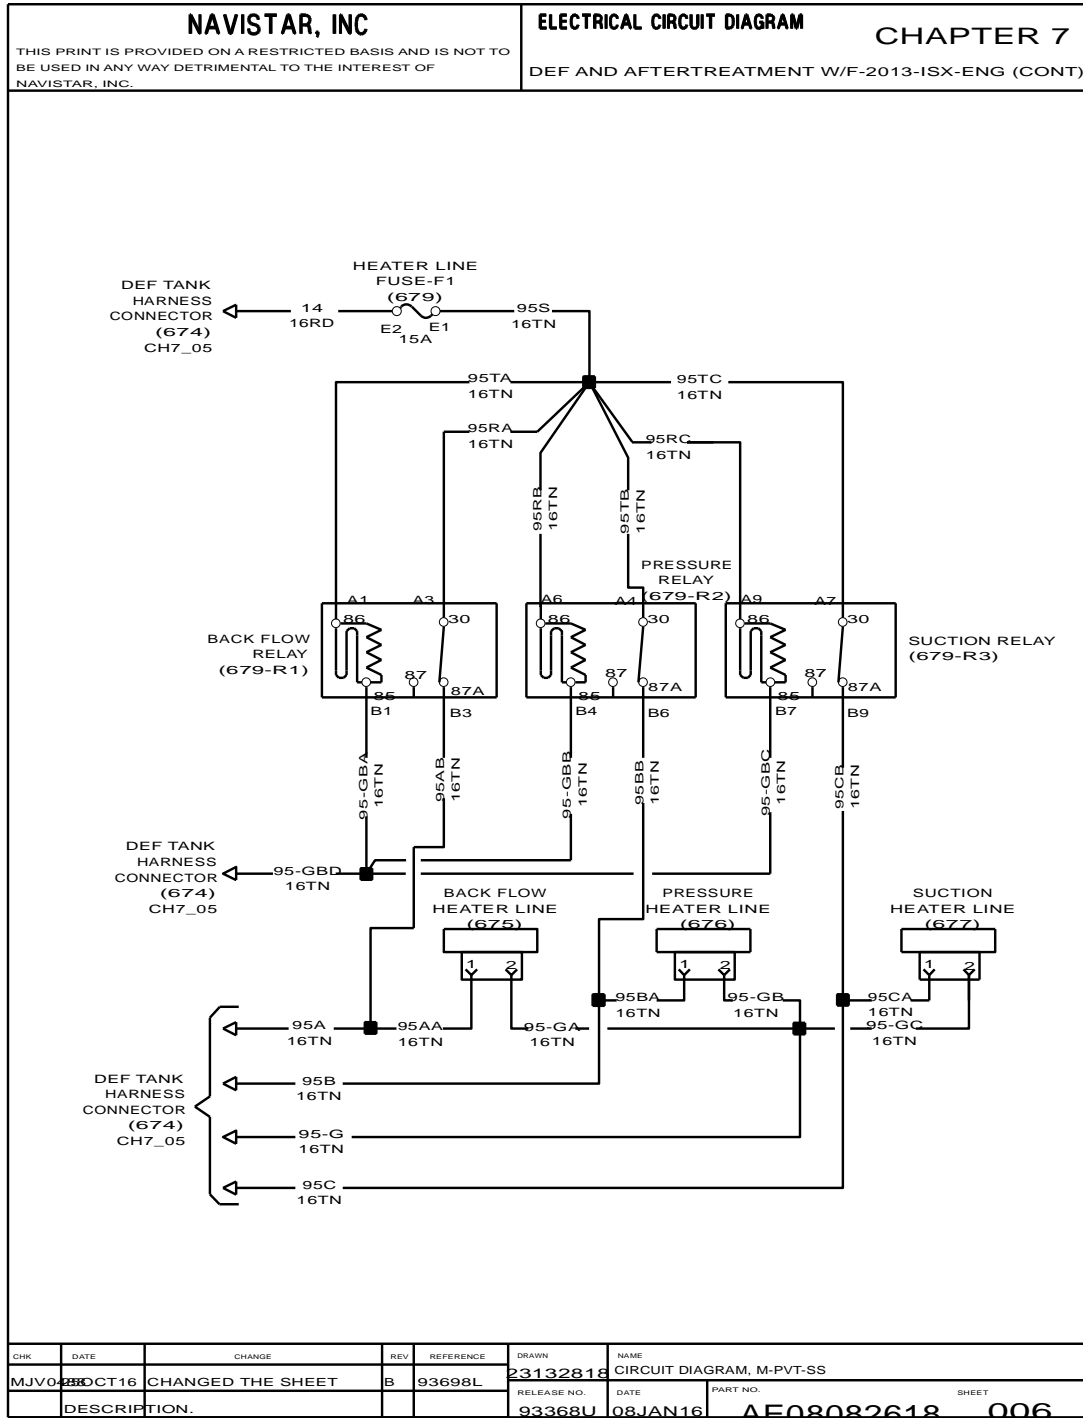 NAVISTAR, INC
THIS PRINT IS PROVIDED ON A RESTRICTED BASIS AND IS NOT TO
BE USED IN ANY WAY DETRIMENTAL TO THE INTEREST OF
NAVISTAR, INC.
ELECTRICAL CIRCUIT DIAGRAM
CHAPTER 7
DEF AND AFTERTREATMENT W/F-2013-ISX-ENG (CONT)
HEATER LINE
FUSE-F1
(679)
DEF TANK
HARNESS
CONNECTOR
(674)
CH7_05
14
16RD
E2
E1
15A
95S
16TN
95TA
16TN
95TC
16TN
95RA
16TN
95RC
16TN
95RB
16TN
95TB
16TN
PRESSURE
RELAY
(679-R2)
BACK FLOW
RELAY
(679-R1)
SUCTION RELAY
(679-R3)
A1
A3
86
30
87
87A
85
B1
B3
A6
A4
86
30
87
87A
85
B4
B6
A9
A7
86
30
87
87A
85
B7
B9
95-GBA
16TN
95AB
16TN
95-GBB
16TN
95BB
16TN
95-GBC
16TN
95CB
16TN
DEF TANK
HARNESS
CONNECTOR
(674)
CH7_05
95-GBD
16TN
BACK FLOW
HEATER LINE
(675)
1
2
PRESSURE
HEATER LINE
(676)
1
2
SUCTION
HEATER LINE
(677)
1
2
95BA
16TN
95-GB
16TN
95CA
16TN
95A
16TN
95AA
16TN
95-GA
16TN
95-GC
16TN
DEF TANK
HARNESS
CONNECTOR
(674)
CH7_05
95B
16TN
95-G
16TN
95C
16TN
CHK
DATE
CHANGE
REV
REFERENCE
DRAWN
NAME
23132818
CIRCUIT DIAGRAM, M-PVT-SS
CHANGED THE SHEET
B
93698L
RELEASE NO.
DATE
PART NO.
SHEET
DESCRIPTION.
93368U
08JAN16
AE08082618
006